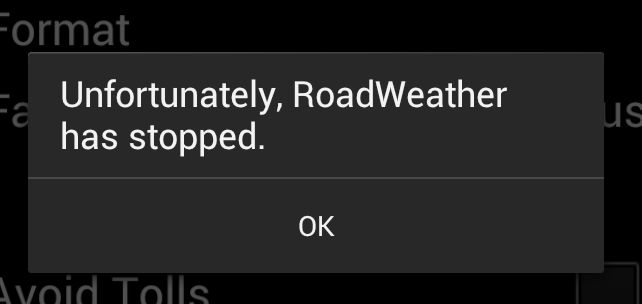 Format
Unfortunately, RoadWeather
has stopped.
OK
Avoid Tolls